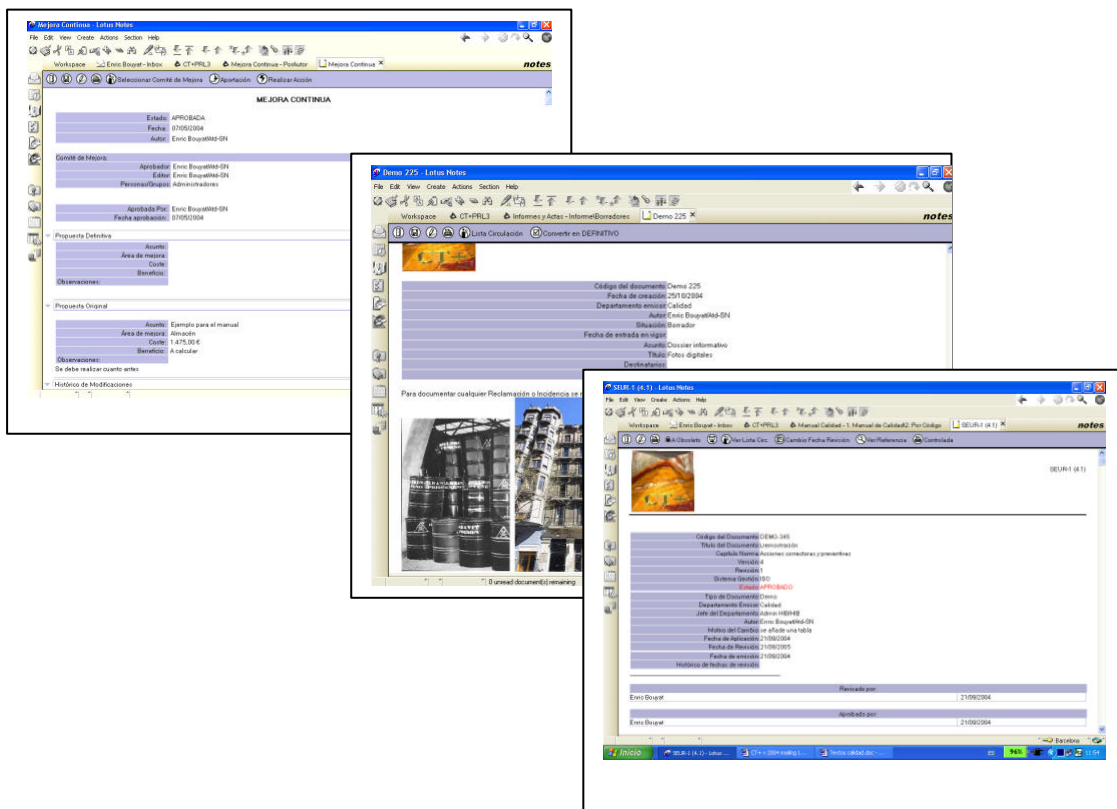 Mejora Continua - Lotus Notes
File Edit View Create Actions Section Help
Workspace Enric Bouyat - Inbox CT+PRL3 Mejora Continua - Por Autor Mejora Continua notes
Seleccionar Comité de Mejora Aportación Realizar Acción
MEJORA CONTINUA
Estado: APROBADA
Fecha: 07/05/2004
Autor: Enric Bouyat/Atd-SN
Comité de Mejora:
Aprobador: Enric Bouyat/Atd-SN
Editor: Enric Bouyat/Atd-SN
Personas/Grupos: Administradores
Aprobada Por: Enric Bouyat/Atd-SN
Fecha aprobación: 07/05/2004
Propuesta Definitiva
Asunto:
Área de mejora:
Coste:
Beneficio:
Observaciones:
Propuesta Original
Asunto: Ejemplo para el manual
Área de mejora: Almacén
Coste: 1.475,00 €
Beneficio: A calcular
Observaciones:
Se debe realizar cuanto antes
Histórico de Modificaciones
Demo 225 - Lotus Notes
File Edit View Create Actions Section Help
Workspace CT+PRL3 Informes y Actas - Informe\Borradores Demo 225 notes
Lista Circulación Convertir en DEFINITIVO
CT+
Código del documento: Demo 225
Fecha de creación: 25/10/2004
Departamento emisor: Calidad
Autor: Enric Bouyat/Atd-SN
Situación: Borrador
Fecha de entrada en vigor:
Asunto: Dossier informativo
Título: Fotos digitales
Destinatarios:
Para documentar cualquier Reclamación o Incidencia se
0 unread document(s) remaining
SEUR-1 (4.1) - Lotus Notes
File Edit View Create Actions Help
Workspace Enric Bouyat - Inbox CT+PRL3 Manual Calidad - 1. Manual de Calidad\2. Por Código SEUR-1 (4.1) notes
A Obsoleto Ver Lista Circ. Cambio Fecha Revisión Ver Referencia Controlada
CT+
SEUR-1 (4.1)
Código del Documento: DEMO-345
Título del Documento: Demostración
Capítulo Norma: Acciones correctoras y preventivas
Versión: 4
Revisión: 1
Sistema Gestión: ISO
Estado: APROBADO
Tipo de Documento: Demo
Departamento Emisor: Calidad
Jefe del Departamento: Admin
Autor: Enric Bouyat/Atd-SN
Motivo del Cambio: se añade una tabla
Fecha de Aplicación: 21/09/2004
Fecha de Revisión: 21/09/2005
Fecha de emisión: 21/09/2004
Histórico de fechas de revisión:
Revisado por:
Enric Bouyat 21/09/2004
Aprobado por:
Enric Bouyat 21/09/2004
Barcelona
Inicio SEUR-1 (4.1) - Lotus ... CT+ < 2004 mailing 1... Textos calidad.doc - ... ES 96% 11:54